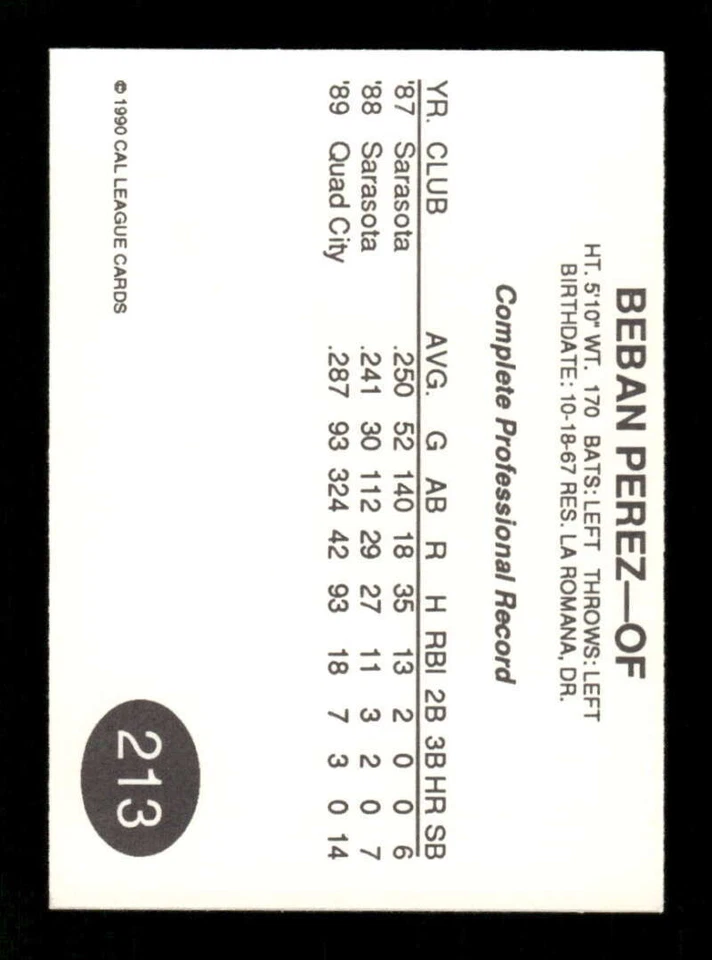 BEBAN PEREZ—OF
HT. 5'10" WT. 170 BATS: LEFT THROWS: LEFT
BIRTHDATE: 10-18-67 RES. LA ROMANA, DR.
Complete Professional Record
YR. CLUB AVG. G AB R H RBI 2B 3B HR SB
'87 Sarasota .250 52 140 18 35 13 2 0 0 6
'88 Sarasota .241 30 112 29 27 11 3 2 0 7
'89 Quad City .287 93 324 42 93 18 7 3 0 14
© 1990 CAL LEAGUE CARDS
213